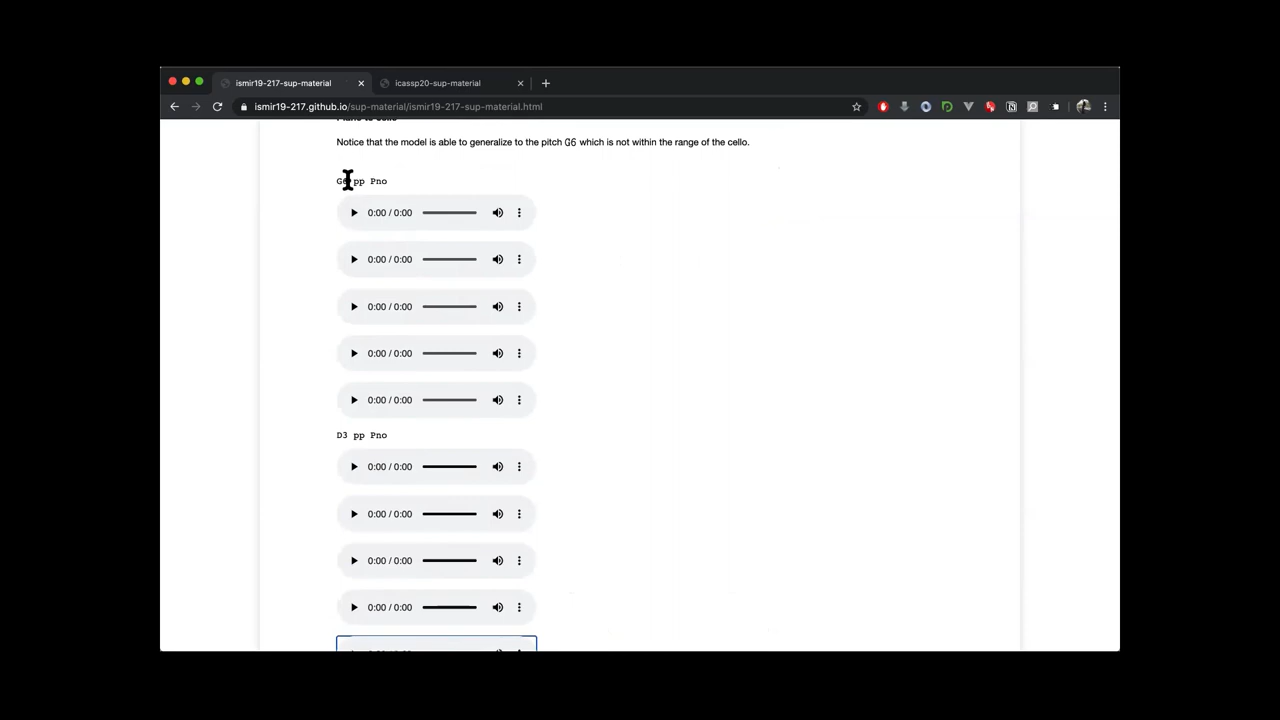 ismir19-217-sup-material
icassp20-sup-material
ismir19-217.github.io/sup-material/ismir19-217-sup-material.html
Notice that the model is able to generalize to the pitch G6 which is not within the range of the cello.
G6 pp Pno
0:00 / 0:00
0:00 / 0:00
0:00 / 0:00
0:00 / 0:00
0:00 / 0:00
D3 pp Pno
0:00 / 0:00
0:00 / 0:00
0:00 / 0:00
0:00 / 0:00